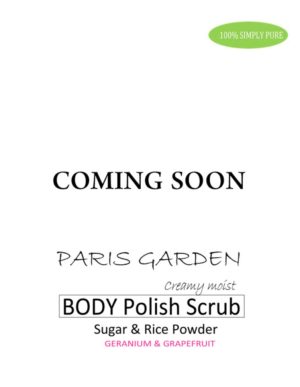 100% SIMPLY PURE
COMING SOON
PARIS GARDEN
Creamy moist
BODY Polish Scrub
Sugar & Rice Powder
GERANIUM & GRAPEFRUIT